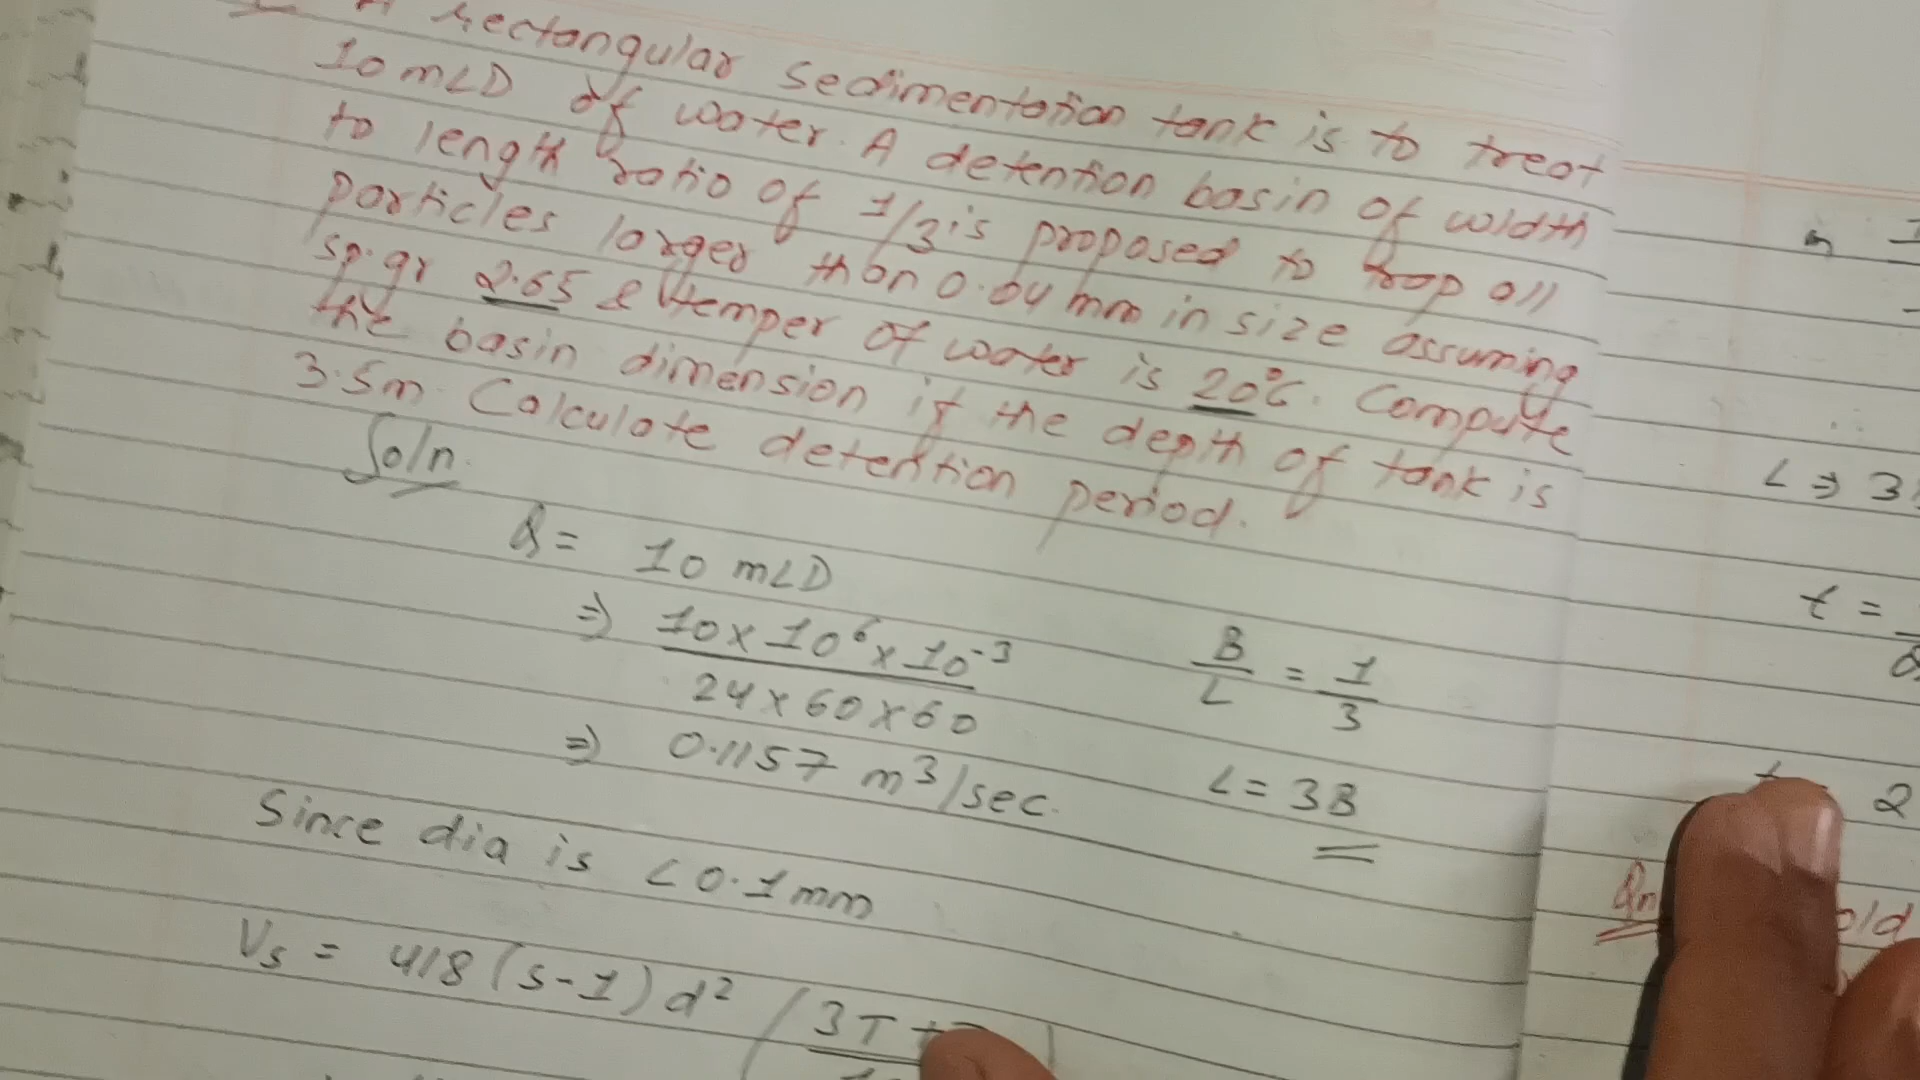 A Rectangular sedimentation tank is to treat
10 MLD of water. A detention basin of width
to length ratio of 1/3 is proposed to trap all
particles larger than 0.04 mm in size assuming
sp.gr 2.65 & temper of water is 20°C. Compute
the basin dimension if the depth of tank is
3.5m. Calculate detention period.
Soln.
Q = 10 MLD
⇒ 10 x 10⁶ x 10⁻³
24 x 60 x 60
⇒ 0.1157 m³/sec.
B/L = 1/3
L = 3B
Since dia is < 0.1 mm
Vs = 418 (s-1) d² (3T +
L ⇒ 3
t =
2
Qn
old